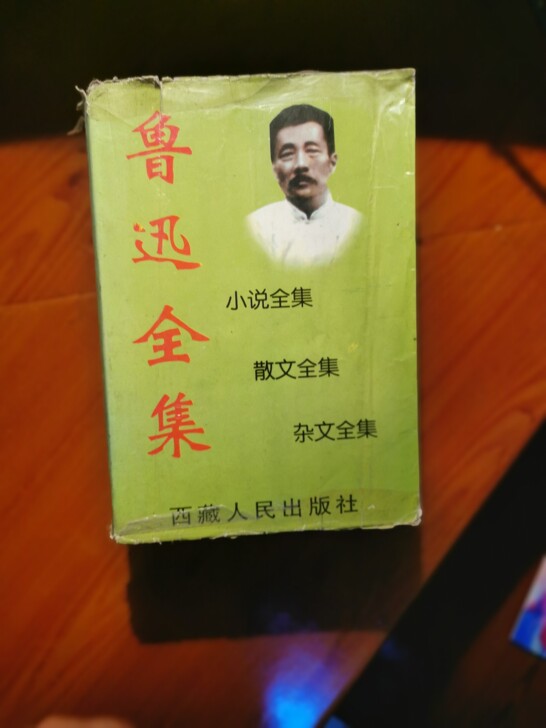 鲁迅全集
小说全集
散文全集
杂文全集
西藏人民出版社